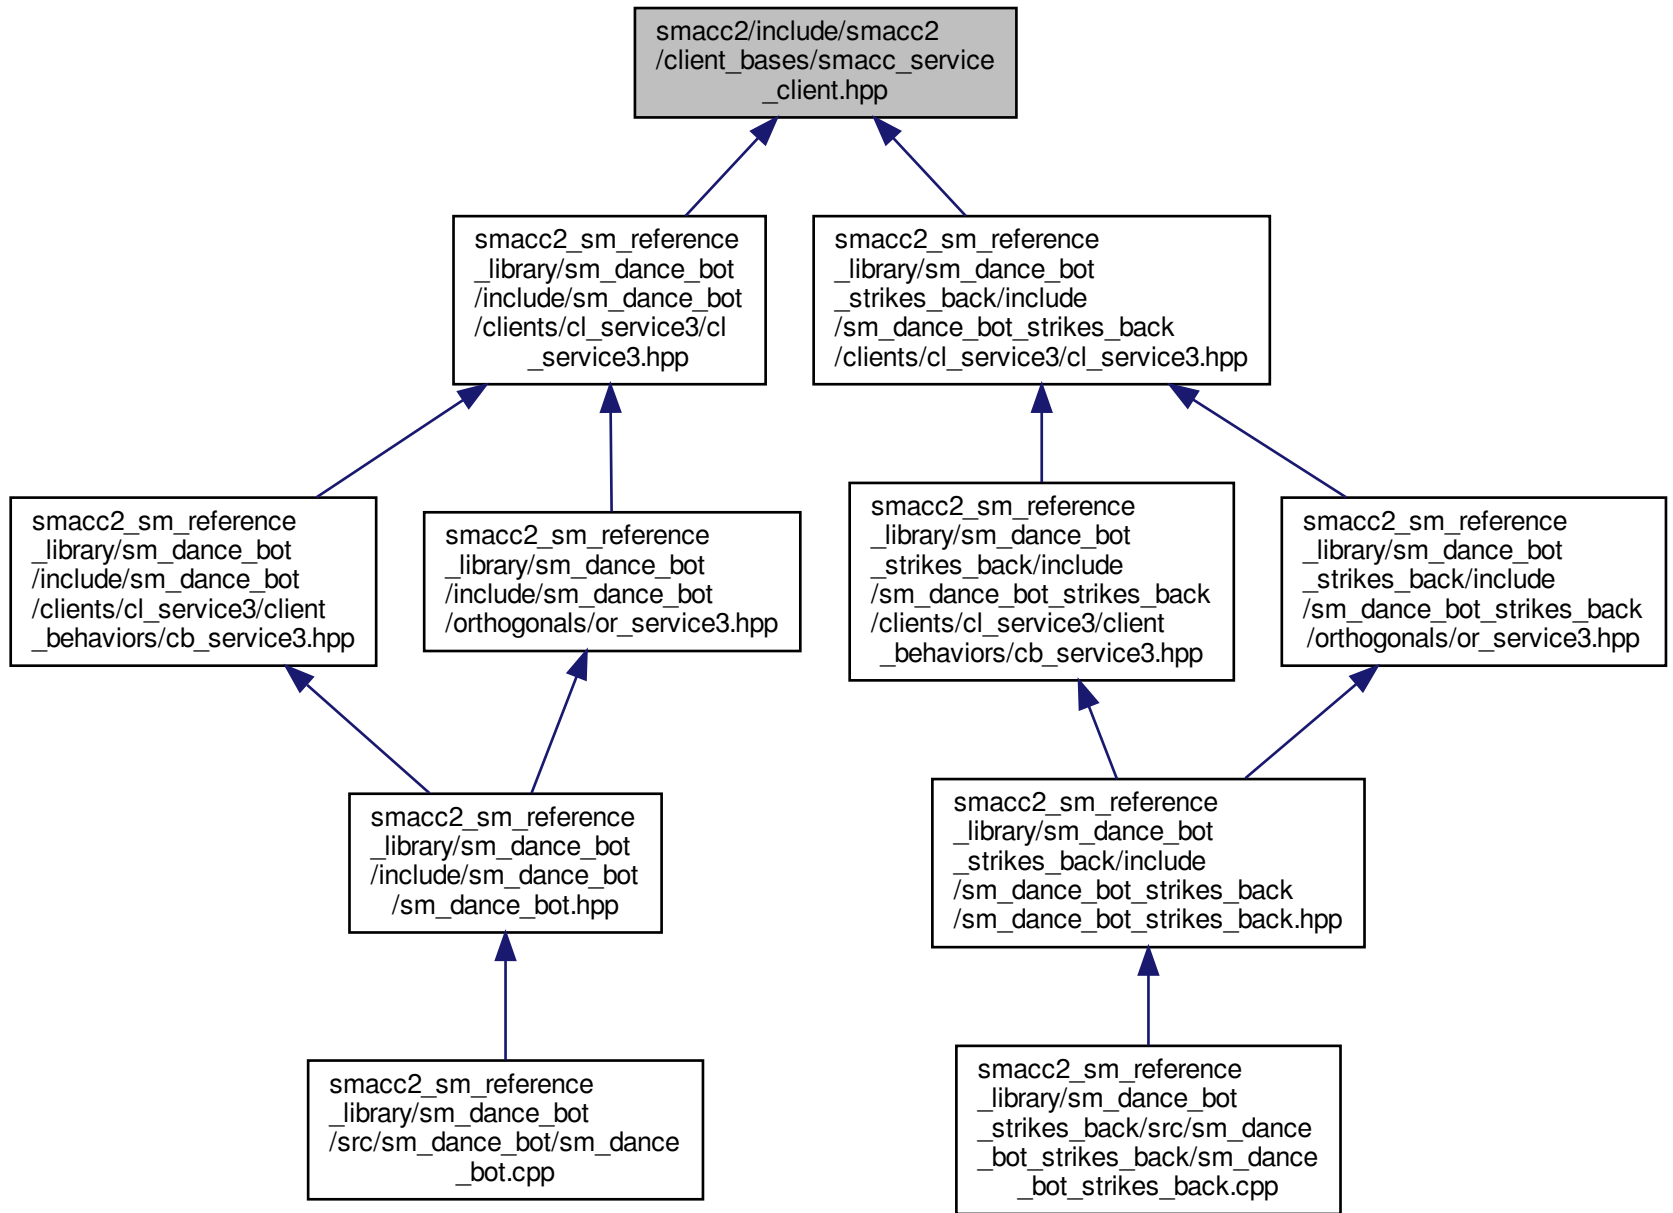 smacc2/include/smacc2
/client_bases/smacc_service
_client.hpp
smacc2_sm_reference
_library/sm_dance_bot
/include/sm_dance_bot
/clients/cl_service3/cl
_service3.hpp
smacc2_sm_reference
_library/sm_dance_bot
_strikes_back/include
/sm_dance_bot_strikes_back
/clients/cl_service3/cl_service3.hpp
smacc2_sm_reference
_library/sm_dance_bot
/include/sm_dance_bot
/clients/cl_service3/client
_behaviors/cb_service3.hpp
smacc2_sm_reference
_library/sm_dance_bot
/include/sm_dance_bot
/orthogonals/or_service3.hpp
smacc2_sm_reference
_library/sm_dance_bot
_strikes_back/include
/sm_dance_bot_strikes_back
/clients/cl_service3/client
_behaviors/cb_service3.hpp
smacc2_sm_reference
_library/sm_dance_bot
_strikes_back/include
/sm_dance_bot_strikes_back
/orthogonals/or_service3.hpp
smacc2_sm_reference
_library/sm_dance_bot
/include/sm_dance_bot
/sm_dance_bot.hpp
smacc2_sm_reference
_library/sm_dance_bot
_strikes_back/include
/sm_dance_bot_strikes_back
/sm_dance_bot_strikes_back.hpp
smacc2_sm_reference
_library/sm_dance_bot
/src/sm_dance_bot/sm_dance
_bot.cpp
smacc2_sm_reference
_library/sm_dance_bot
_strikes_back/src/sm_dance
_bot_strikes_back/sm_dance
_bot_strikes_back.cpp